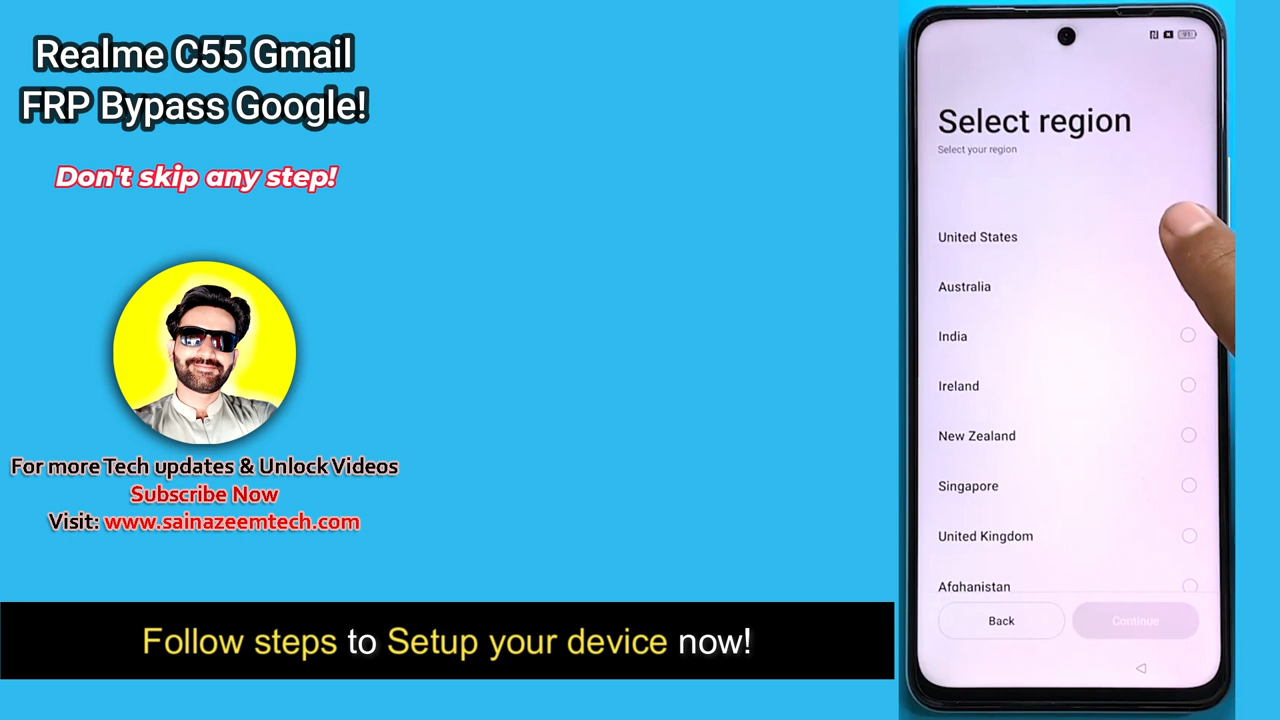 Realme C55 Gmail
FRP Bypass Google!
Don't skip any step!
For more Tech updates & Unlock Videos
Subscribe Now
Visit: www.sainazeemtech.com
Follow steps to Setup your device now!
Select region
Select your region
United States
Australia
India
Ireland
New Zealand
Singapore
United Kingdom
Afghanistan
Back
Continue